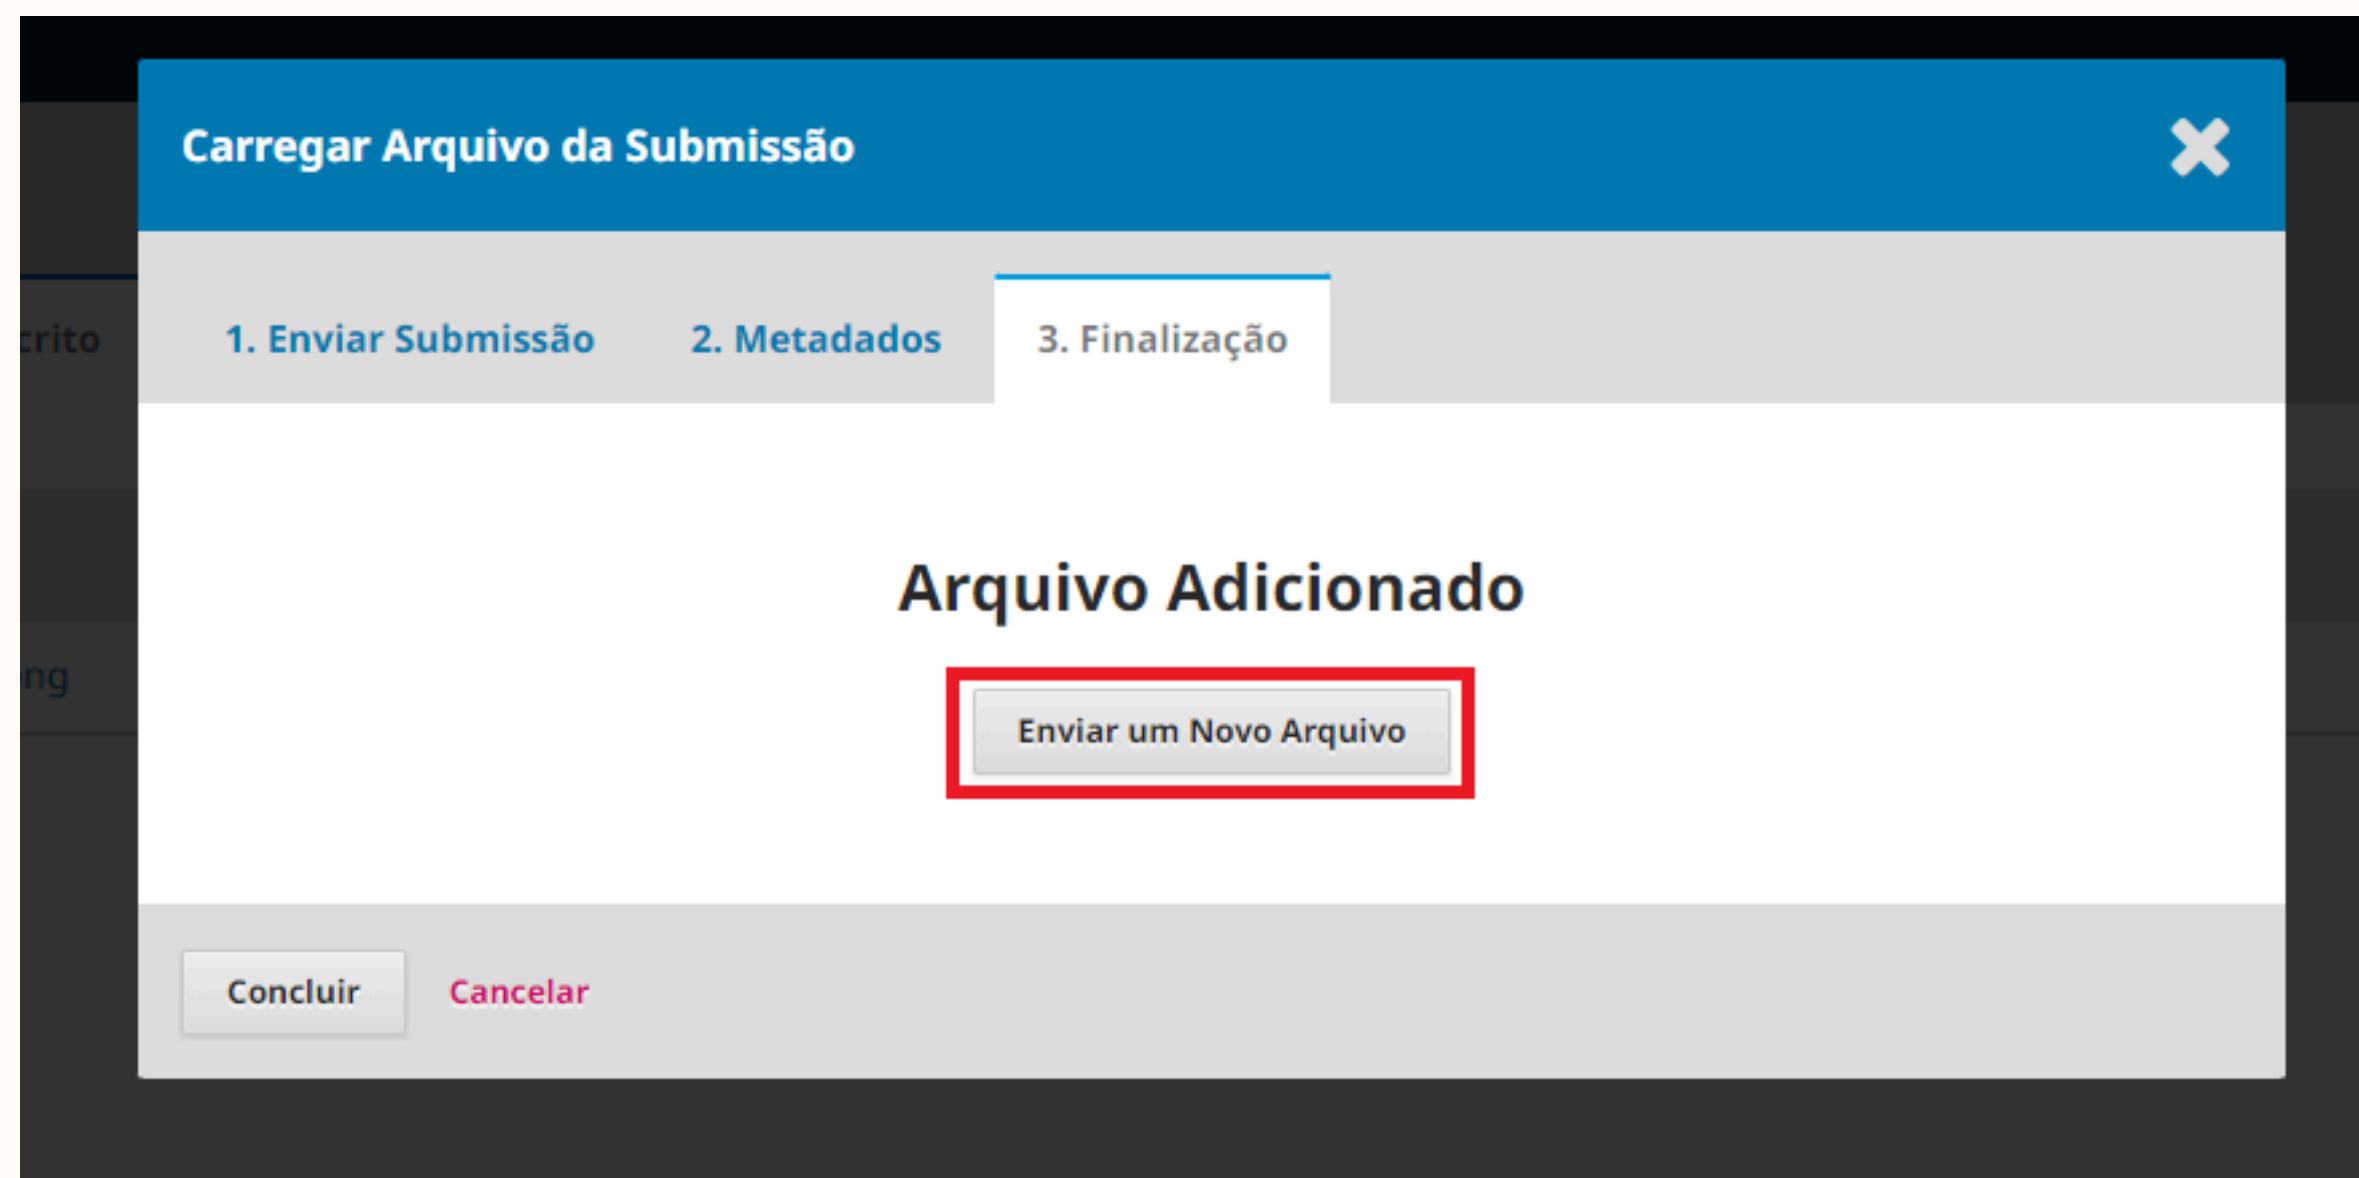 Carregar Arquivo da Submissão
crito
1. Enviar Submissão 2. Metadados 3. Finalização
Arquivo Adicionado
ng
Enviar um Novo Arquivo
Concluir Cancelar